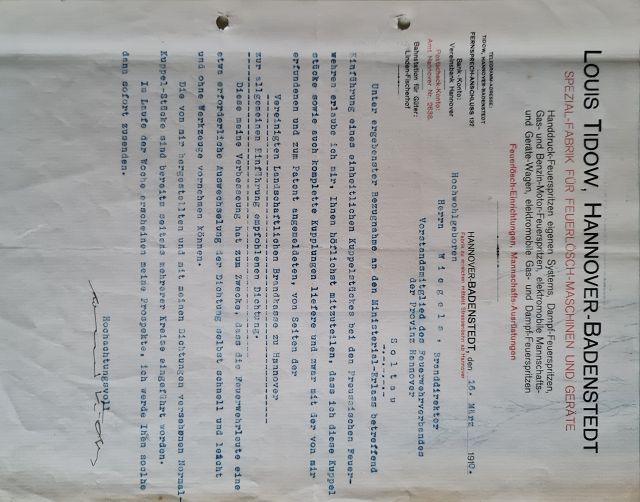 LOUIS TIDOW, HANNOVER-BADENSTEDT
SPEZIAL-FABRIK FÜR FEUERLÖSCH-MASCHINEN UND GERÄTE
Handdruck-Feuerspritzen eigenen Systems, Dampf-Feuerspritzen,
Gas- und Benzin-Motor-Feuerspritzen, elektromobile Mannschafts-
und Geräte-Wagen, elektromobile Gas- und Dampf-Feuerspritzen
Feuerlösch-Einrichtungen, Mannschafts-Ausrüstungen
TELEGRAMM-ADRESSE:
TIDOW, HANNOVER-BADENSTEDT
FERNSPRECH-ANSCHLUSS 137
Bank-Konto:
Vereinsbank Hannover
Postscheck-Konto:
Amt Hannover Nr. 2638.
Bahnstation für Güter:
Linden-Fischerhof
HANNOVER-BADENSTEDT, den 16. März 1910.
Hochwohlgeboren
Herrn Wiegels, Branddirektor
Vorstandsmitglied des Feuerwehrverbandes
der Provinz Hannover
Soltau
Unter ergebenster Bezugnahme an den Ministerial-Erlass betreffend
Einführung eines einheitlichen Kuppelstückes bei den Preussischen Feuer-
wehren erlaube ich mir, Ihnen höflichst mitzuteilen, dass ich diese Kuppel
stücke sowie auch komplette Kupplungen liefere und zwar mit der von mir
erfundenen und zum Patent angemeldeten, von Seiten der
Vereinigten Landschaftlichen Brandkasse zu Hannover
zur allgemeinen Einführung empfohlenen Dichtung.
Diese meine Verbesserung hat zum Zwecke, dass die Feuerwehrleute eine
etwa erforderliche Auswechselung der Dichtung selbst schnell und leicht
und ohne Werkzeuge vornehmen können.
Die von mir hergestellten und mit meinen Dichtungen versehenen Normal-
Kuppel-Stücke sind bereits seitens mehrerer Kreise eingeführt worden.
Im Laufe der Woche erscheinen meine Prospekte, ich werde Ihnen solche
dann sofort zusenden.
Hochachtungsvoll